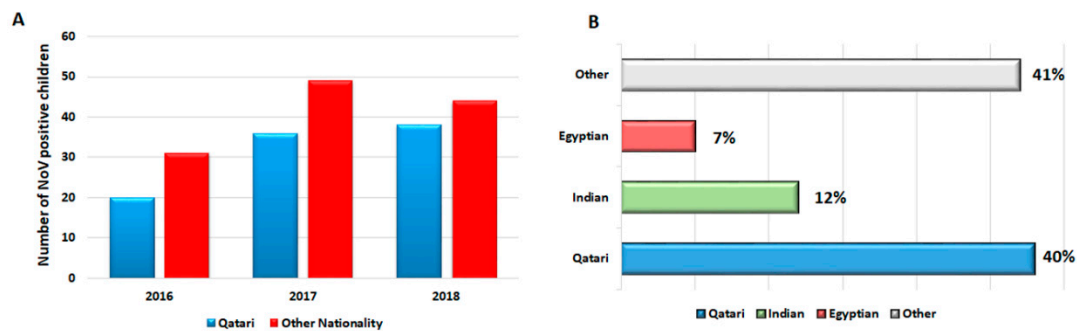 A
Number of NoV positive children
60
50
40
30
20
10
0
2016
2017
2018
Qatari
Other Nationality
B
Other
41%
Egyptian
7%
Indian
12%
Qatari
40%
Qatari
Indian
Egyptian
Other